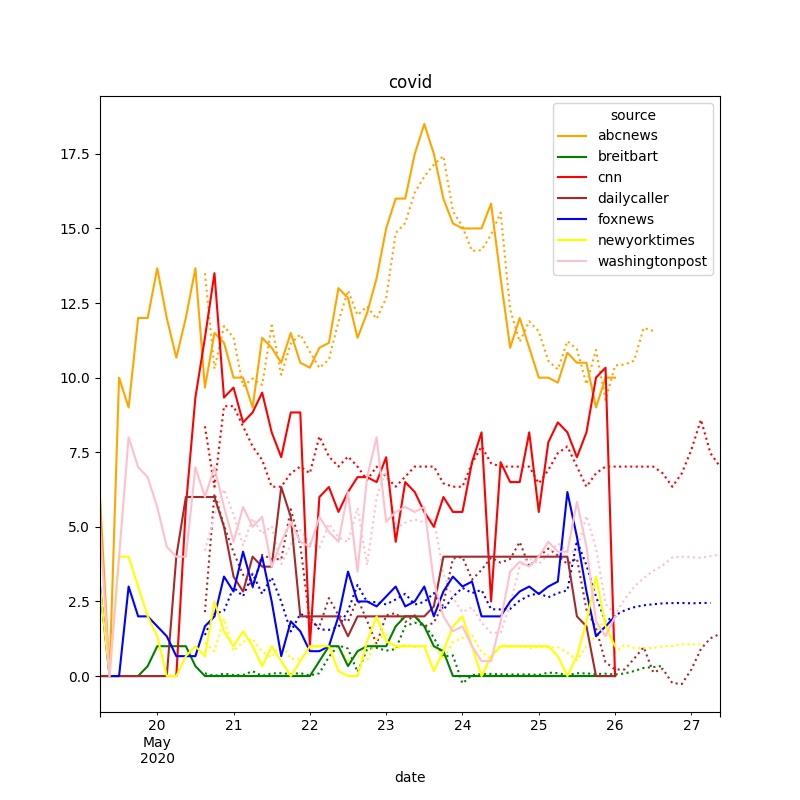 covid
source
abcnews
breitbart
cnn
dailycaller
foxnews
newyorktimes
washingtonpost
17.5
15.0
12.5
10.0
7.5
5.0
2.5
0.0
20 21 22 23 24 25 26 27
May
2020
date